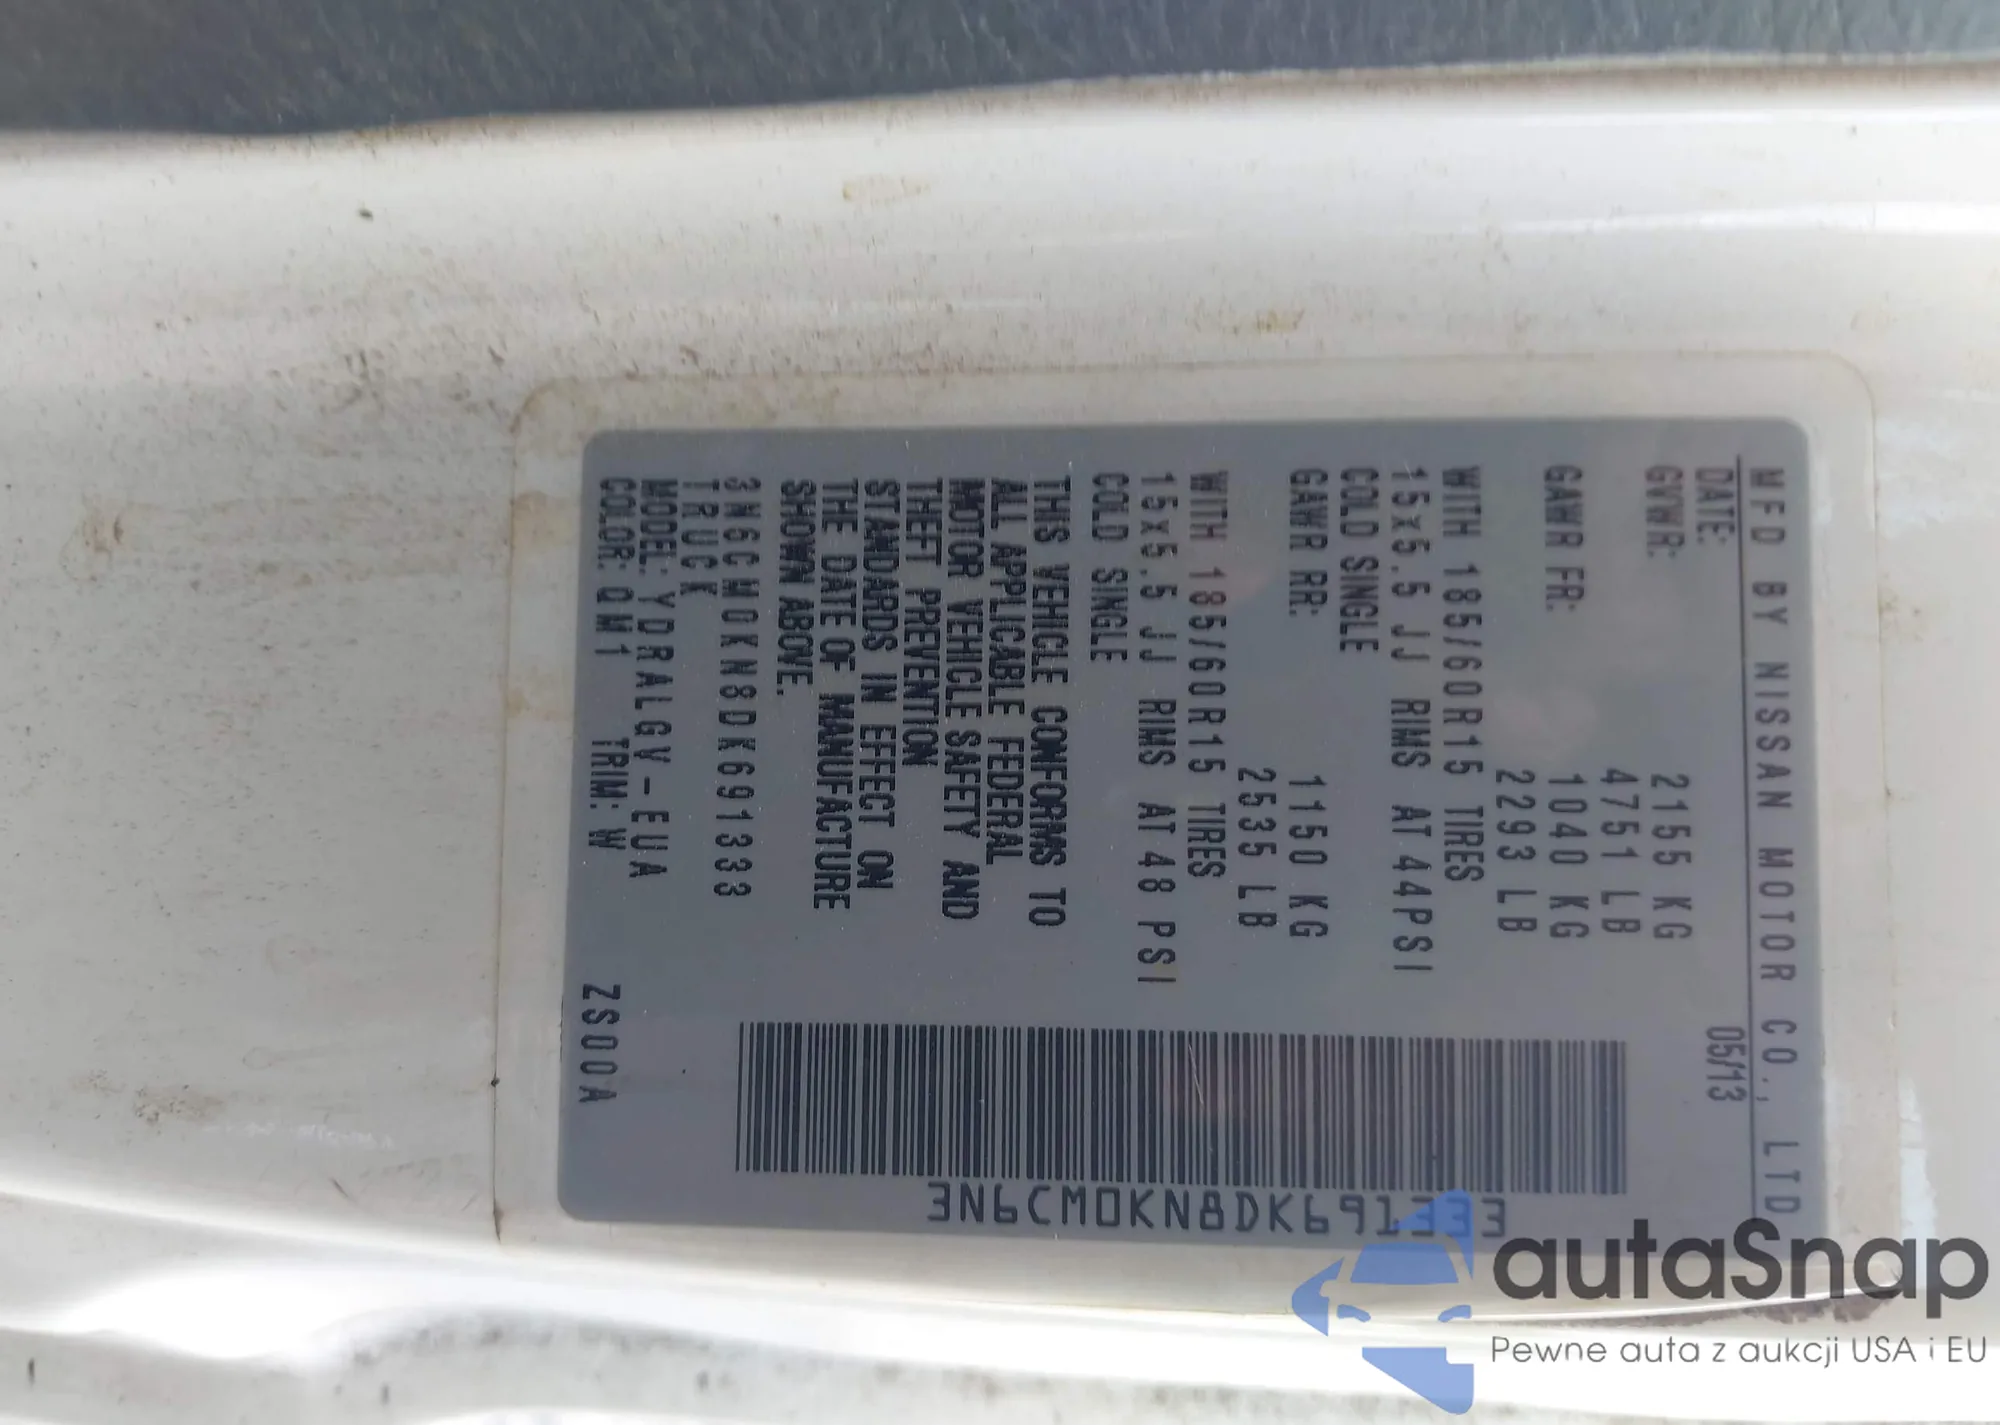 MFD BY NISSAN MOTOR CO., LTD
DATE: 05/13
GVWR: 2155 KG
4751 LB
GAWR FR: 1040 KG
2293 LB
WITH 185/60R15 TIRES
15x5.5 JJ RIMS AT 44PSI
COLD SINGLE
GAWR RR: 1150 KG
2535 LB
WITH 185/60R15 TIRES
15x5.5 JJ RIMS AT 48 PSI
COLD SINGLE
THIS VEHICLE CONFORMS TO
ALL APPLICABLE FEDERAL
MOTOR VEHICLE SAFETY AND
THEFT PREVENTION
STANDARDS IN EFFECT ON
THE DATE OF MANUFACTURE
SHOWN ABOVE.
3N6CM0KN8DK691333
TRUCK
MODEL: YDRALGV-EUA
COLOR: QM1 TRIM: W ZS00A
3N6CM0KN8DK691333
autaSnap
Pewne auta z aukcji USA i EU